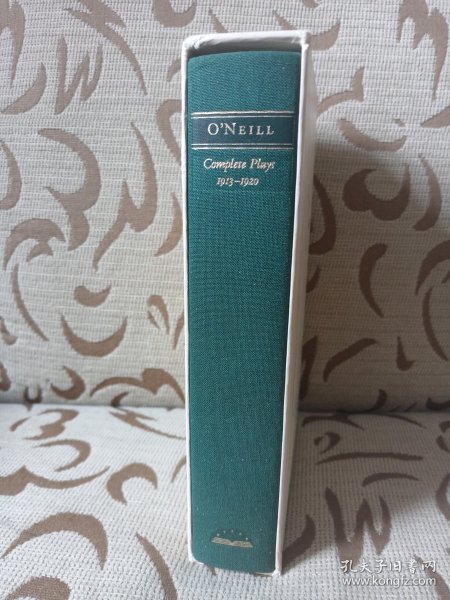 O'NEILL
Complete Plays
1913–1920
孔夫子旧书网
www.kongfz.com